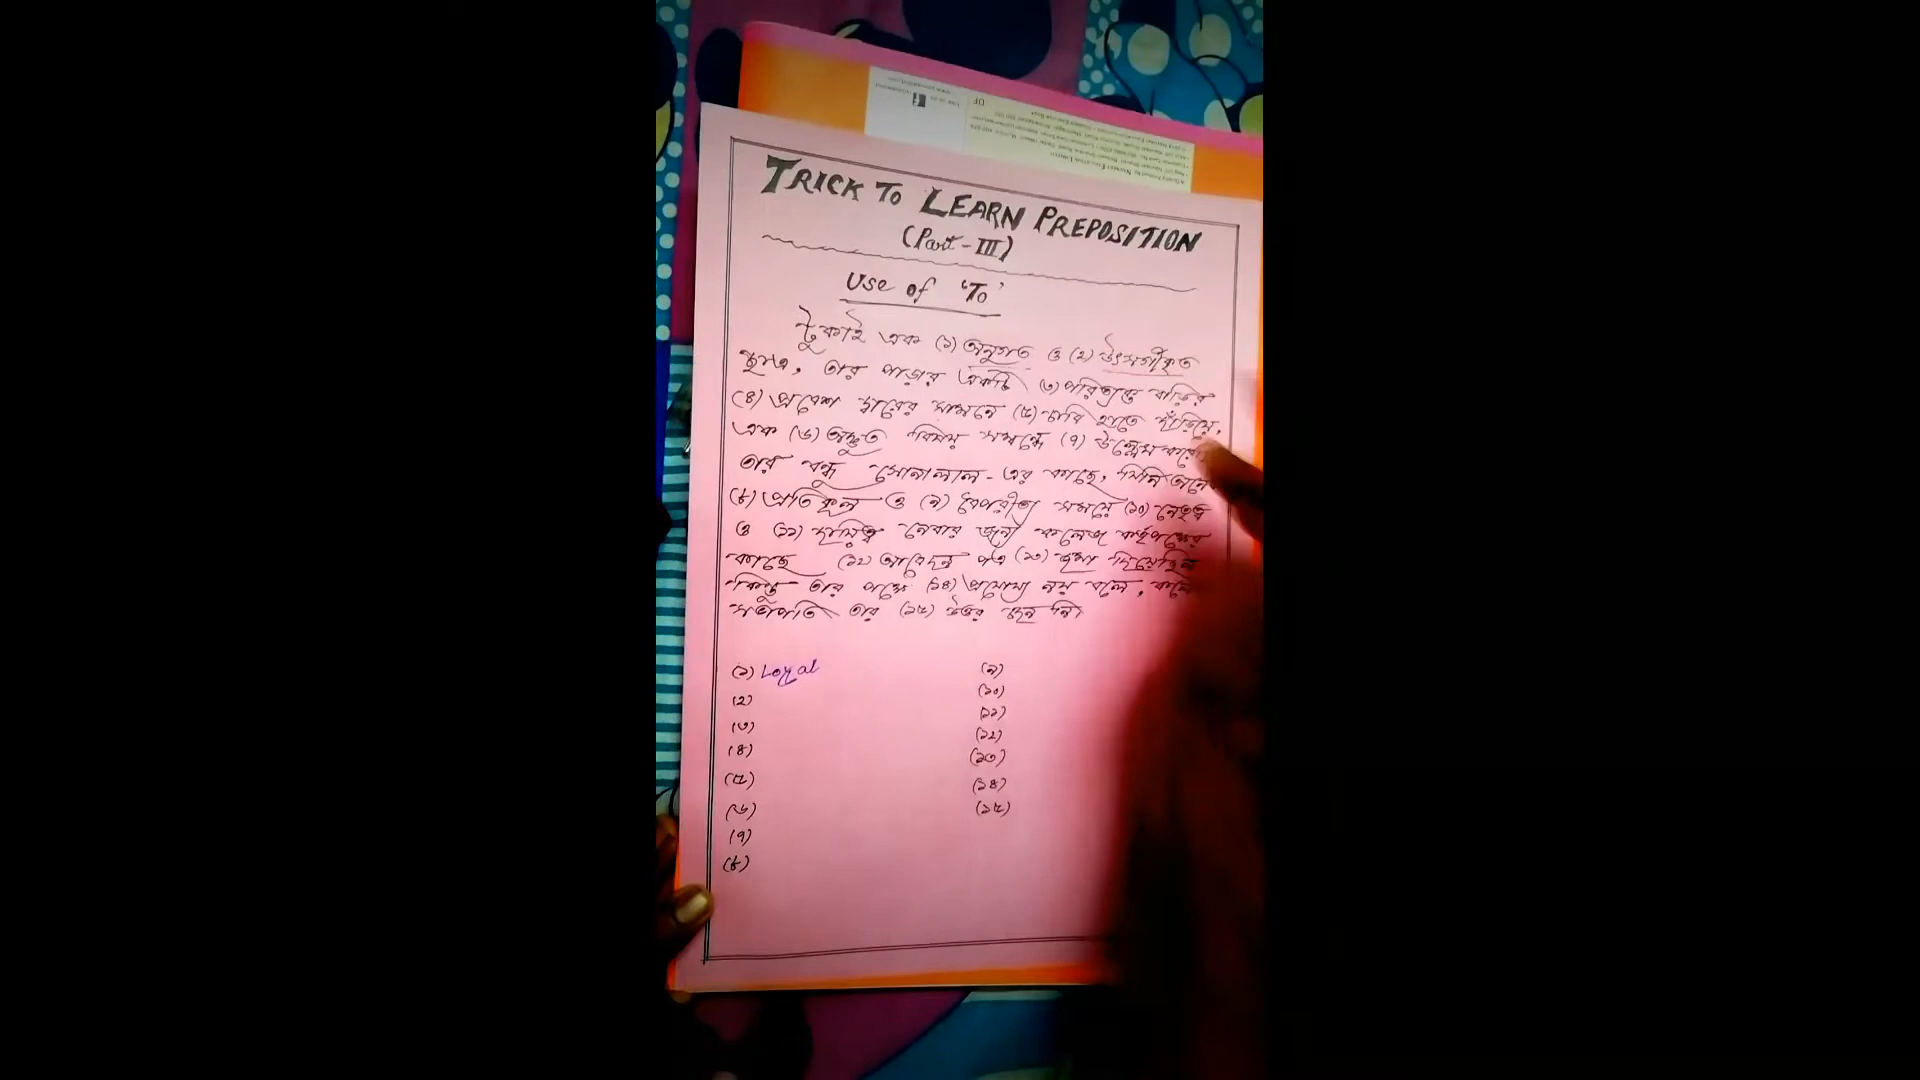 TRICK TO LEARN PREPOSITION
(Part - III)
Use of 'To'
টুকাই এক (১) অনুগত ও (২) উৎসর্গীকৃত
ছাত্র, তার পাড়ার একটি (৩) পরিত্যক্ত বাড়ির
(৪) প্রবেশ দ্বারের সামনে (৫) চাবি হাতে দাঁড়িয়ে,
এক (৬) অদ্ভুত বিষয় সম্বন্ধে (৭) উল্লেখ করে
তার বন্ধু সোনালাল - এর কাছে, যিনি
(৮) প্রতিকূল ও (৯) বৈপরীত্য সময়ে (১০) নেতৃত্ব
ও (১১) দায়িত্ব নেবার জন্য কলেজ কর্তৃপক্ষের
কাছে (১২) আবেদন পত্র (১৩) জমা দিয়েছিল
কিন্তু তার পক্ষে (১৪) প্রযোজ্য নয় বলে,
সভাপতি তার (১৫) উত্তর দেন নি।
(১) Loyal
(২)
(৩)
(৪)
(৫)
(৬)
(৭)
(৮)
(৯)
(১০)
(১১)
(১২)
(১৩)
(১৪)
(১৫)